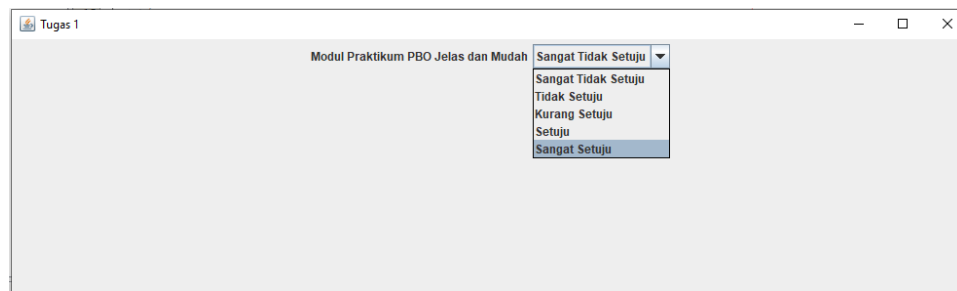 Tugas 1
Modul Praktikum PBO Jelas dan Mudah Sangat Tidak Setuju
Sangat Tidak Setuju
Tidak Setuju
Kurang Setuju
Setuju
Sangat Setuju